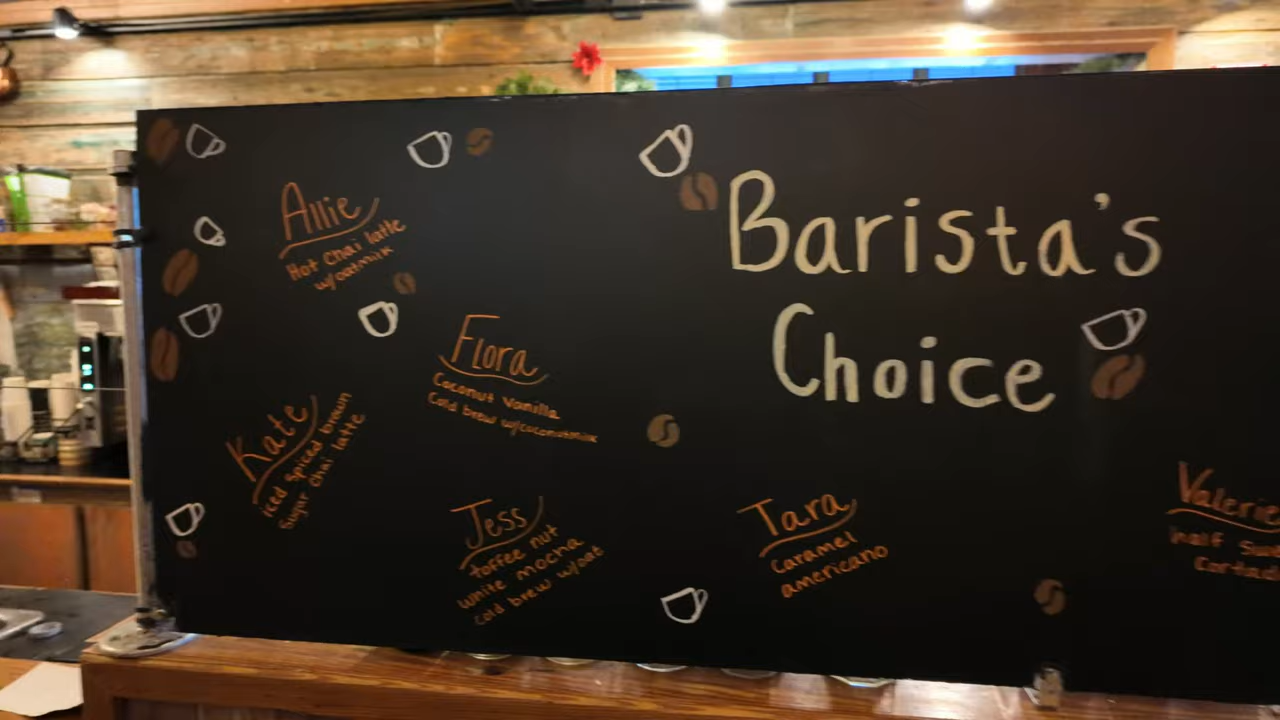 Barista's
Choice
Allie
Hot Chai latte
w/oatmilk
Flora
Coconut Vanilla
Cold brew w/coconutmilk
Kate
iced spiced brown
sugar chai latte
Jess
toffee nut
white mocha
cold brew w/oat
Tara
Caramel
americano
Valerie
half